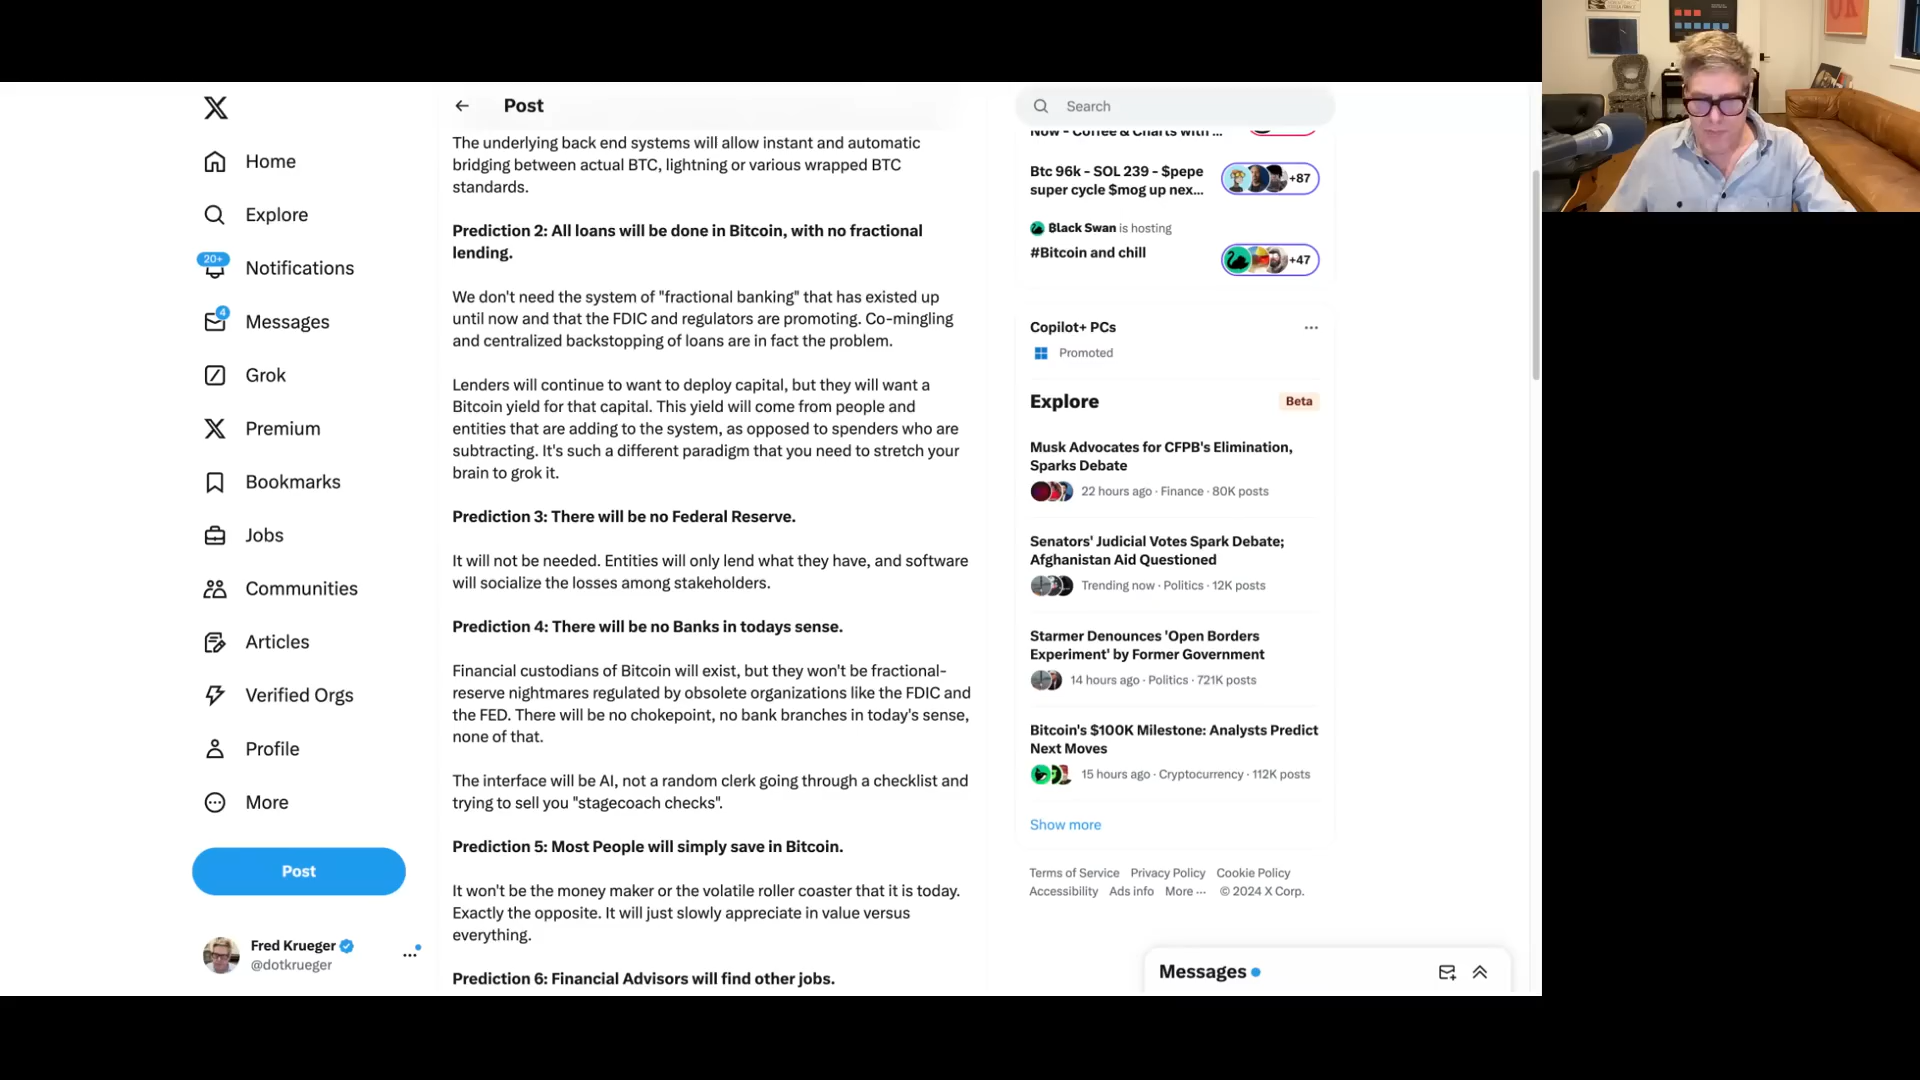 Home
Explore
20+
Notifications
4
Messages
Grok
Premium
Bookmarks
Jobs
Communities
Articles
Verified Orgs
Profile
More
Post
Fred Krueger
@dotkrueger
Post
The underlying back end systems will allow instant and automatic
bridging between actual BTC, lightning or various wrapped BTC
standards.
Prediction 2: All loans will be done in Bitcoin, with no fractional
lending.
We don't need the system of "fractional banking" that has existed up
until now and that the FDIC and regulators are promoting. Co-mingling
and centralized backstopping of loans are in fact the problem.
Lenders will continue to want to deploy capital, but they will want a
Bitcoin yield for that capital. This yield will come from people and
entities that are adding to the system, as opposed to spenders who are
subtracting. It's such a different paradigm that you need to stretch your
brain to grok it.
Prediction 3: There will be no Federal Reserve.
It will not be needed. Entities will only lend what they have, and software
will socialize the losses among stakeholders.
Prediction 4: There will be no Banks in todays sense.
Financial custodians of Bitcoin will exist, but they won't be fractional-
reserve nightmares regulated by obsolete organizations like the FDIC and
the FED. There will be no chokepoint, no bank branches in today's sense,
none of that.
The interface will be AI, not a random clerk going through a checklist and
trying to sell you "stagecoach checks".
Prediction 5: Most People will simply save in Bitcoin.
It won't be the money maker or the volatile roller coaster that it is today.
Exactly the opposite. It will just slowly appreciate in value versus
everything.
Prediction 6: Financial Advisors will find other jobs.
Search
Now - Coffee & Charts with ...
Btc 96k - SOL 239 - $pepe
super cycle $mog up nex...
+87
Black Swan is hosting
#Bitcoin and chill
+47
Copilot+ PCs
Promoted
Explore
Beta
Musk Advocates for CFPB's Elimination,
Sparks Debate
22 hours ago · Finance · 80K posts
Senators' Judicial Votes Spark Debate;
Afghanistan Aid Questioned
Trending now · Politics · 12K posts
Starmer Denounces 'Open Borders
Experiment' by Former Government
14 hours ago · Politics · 721K posts
Bitcoin's $100K Milestone: Analysts Predict
Next Moves
15 hours ago · Cryptocurrency · 112K posts
Show more
Terms of Service Privacy Policy Cookie Policy
Accessibility Ads info More ... © 2024 X Corp.
Messages